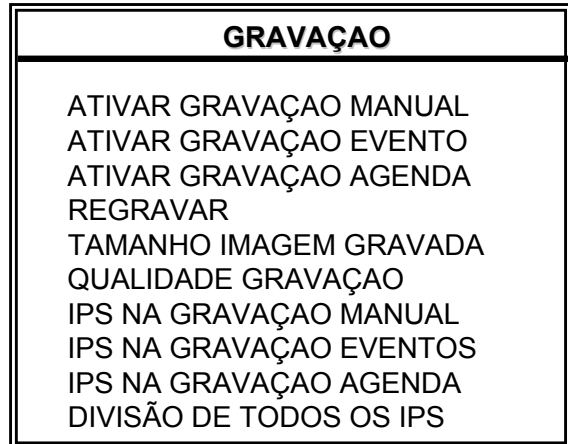 GRAVAÇAO
ATIVAR GRAVAÇAO MANUAL
ATIVAR GRAVAÇAO EVENTO
ATIVAR GRAVAÇAO AGENDA
REGRAVAR
TAMANHO IMAGEM GRAVADA
QUALIDADE GRAVAÇAO
IPS NA GRAVAÇAO MANUAL
IPS NA GRAVAÇAO EVENTOS
IPS NA GRAVAÇAO AGENDA
DIVISÃO DE TODOS OS IPS